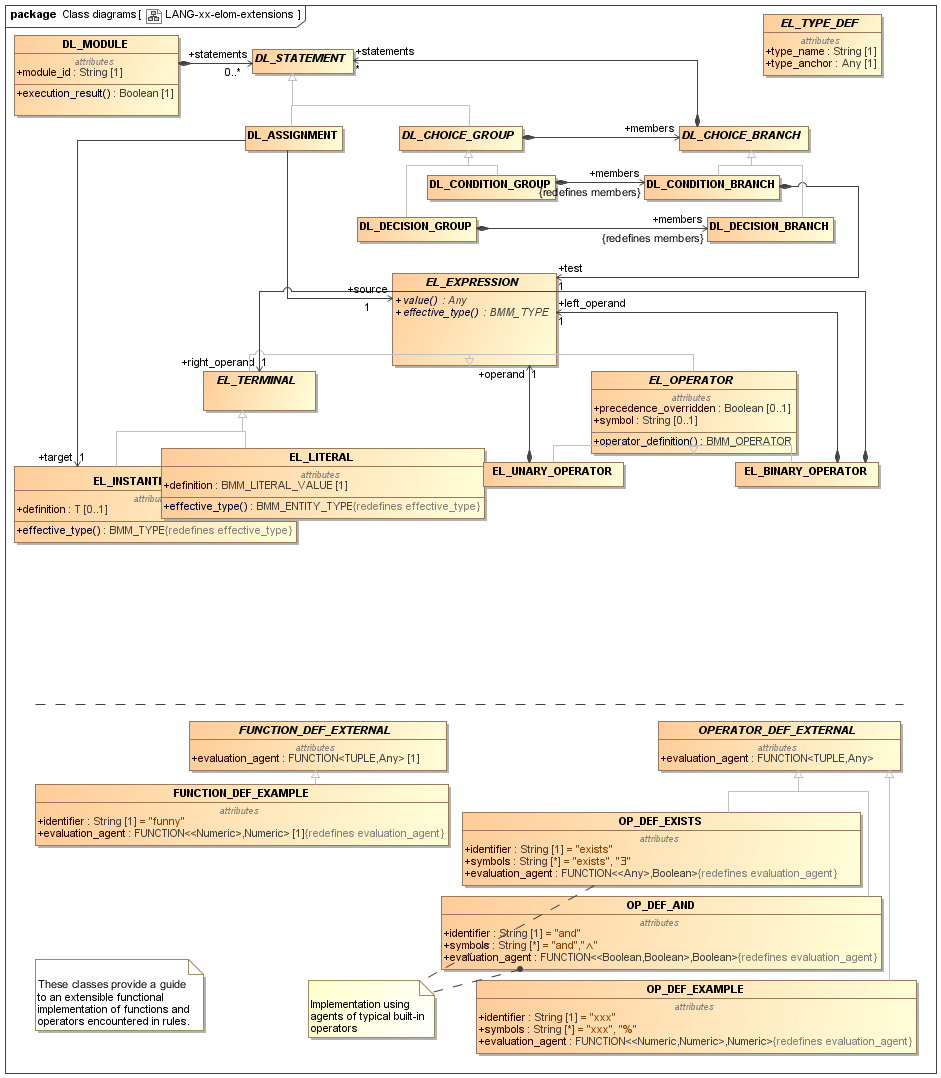 package Class diagrams[ LANG-xx-elom-extensions ]
DL_MODULE
attributes
+module_id : String [1]
+execution_result() : Boolean [1]
+statements
0..*
DL_STATEMENT
+statements
*
EL_TYPE_DEF
attributes
+type_name : String [1]
+type_anchor : Any [1]
DL_ASSIGNMENT
DL_CHOICE_GROUP
+members
DL_CHOICE_BRANCH
DL_CONDITION_GROUP
+members
{redefines members}
DL_CONDITION_BRANCH
DL_DECISION_GROUP
+members
{redefines members}
DL_DECISION_BRANCH
EL_EXPRESSION
+ value() : Any
+ effective_type() : BMM_TYPE
+source
1
+test
1
+left_operand
1
+right_operand 1
+operand 1
EL_TERMINAL
EL_OPERATOR
attributes
+precedence_overridden : Boolean [0..1]
+symbol : String [0..1]
+operator_definition() : BMM_OPERATOR
+target 1
EL_LITERAL
attributes
+definition : BMM_LITERAL_VALUE [1]
+effective_type() : BMM_ENTITY_TYPE{redefines effective_type}
+definition : T [0..1]
+effective_type() : BMM_TYPE{redefines effective_type}
EL_UNARY_OPERATOR
EL_BINARY_OPERATOR
FUNCTION_DEF_EXTERNAL
attributes
+evaluation_agent : FUNCTION<TUPLE,Any> [1]
OPERATOR_DEF_EXTERNAL
attributes
+evaluation_agent : FUNCTION<TUPLE,Any>
FUNCTION_DEF_EXAMPLE
attributes
+identifier : String [1] = "funny"
+evaluation_agent : FUNCTION<<Numeric>,Numeric> [1]{redefines evaluation_agent}
OP_DEF_EXISTS
attributes
+identifier : String [1] = "exists"
+symbols : String [*] = "exists", "∃"
+evaluation_agent : FUNCTION<<Any>,Boolean>{redefines evaluation_agent}
OP_DEF_AND
attributes
+identifier : String [1] = "and"
+symbols : String [*] = "and","∧"
+evaluation_agent : FUNCTION<<Boolean,Boolean>,Boolean>{redefines evaluation_agent}
OP_DEF_EXAMPLE
attributes
+identifier : String [1] = "xxx"
+symbols : String [*] = "xxx", "%"
+evaluation_agent : FUNCTION<<Numeric,Numeric>,Numeric>{redefines evaluation_agent}
These classes provide a guide
to an extensible functional
implementation of functions and
operators encountered in rules.
Implementation using
agents of typical built-in
operators